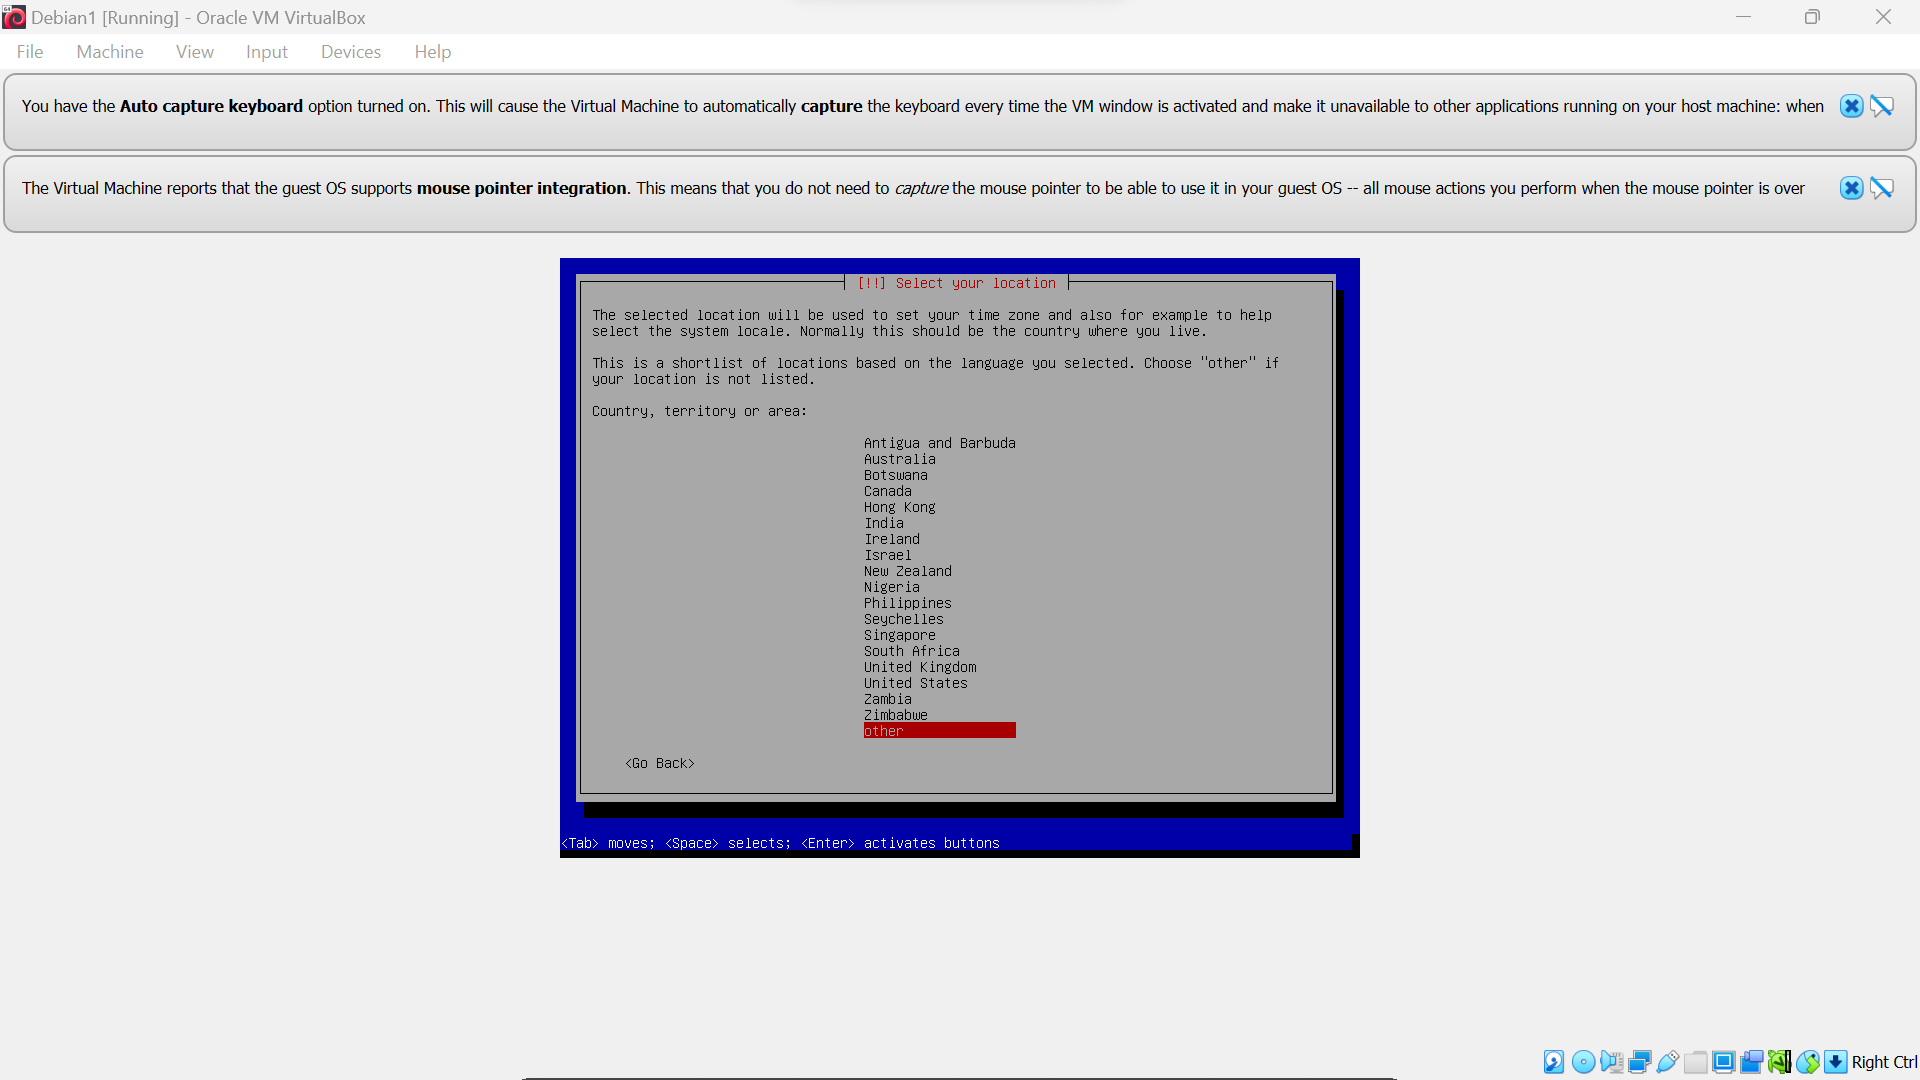 Debian1 [Running] - Oracle VM VirtualBox
File Machine View Input Devices Help
You have the Auto capture keyboard option turned on. This will cause the Virtual Machine to automatically capture the keyboard every time the VM window is activated and make it unavailable to other applications running on your host machine: when
The Virtual Machine reports that the guest OS supports mouse pointer integration. This means that you do not need to capture the mouse pointer to be able to use it in your guest OS -- all mouse actions you perform when the mouse pointer is over
[!!] Select your location
The selected location will be used to set your time zone and also for example to help
select the system locale. Normally this should be the country where you live.
This is a shortlist of locations based on the language you selected. Choose "other" if
your location is not listed.
Country, territory or area:
Antigua and Barbuda
Australia
Botswana
Canada
Hong Kong
India
Ireland
Israel
New Zealand
Nigeria
Philippines
Seychelles
Singapore
South Africa
United Kingdom
United States
Zambia
Zimbabwe
other
<Go Back>
<Tab> moves; <Space> selects; <Enter> activates buttons
Right Ctrl